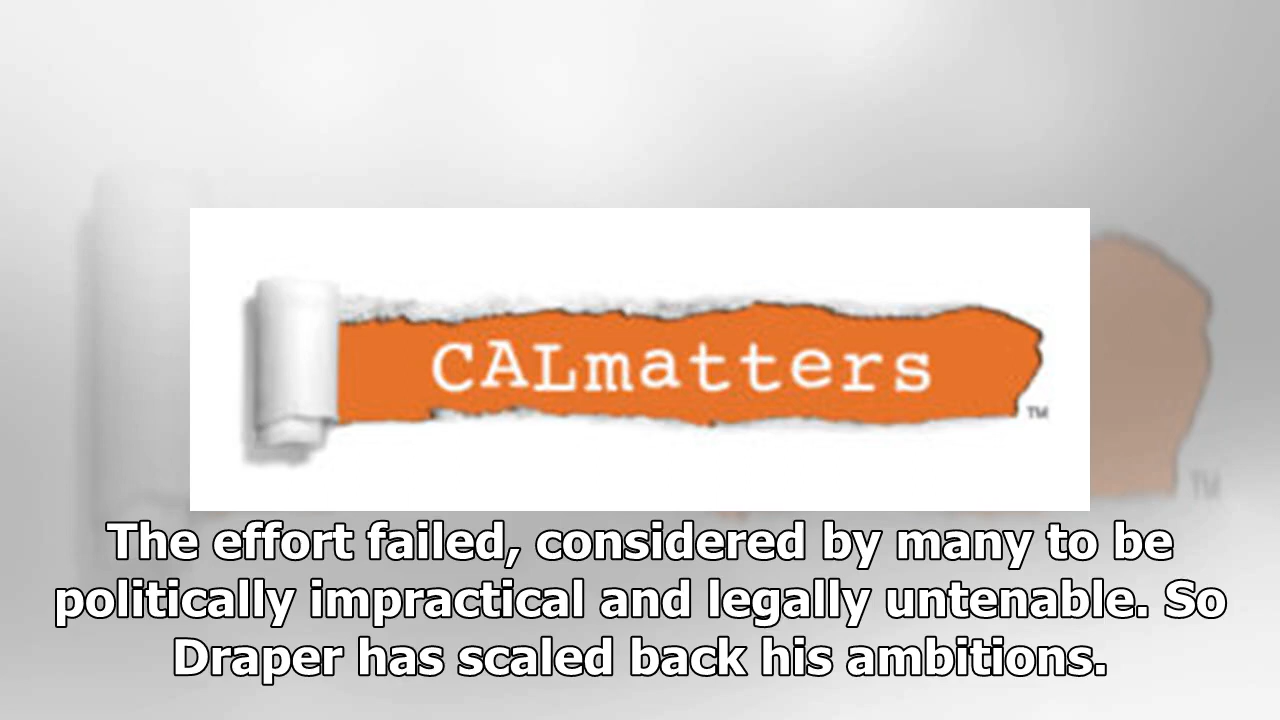 CALmatters
TM
TM
The effort failed, considered by many to be
politically impractical and legally untenable. So
Draper has scaled back his ambitions.